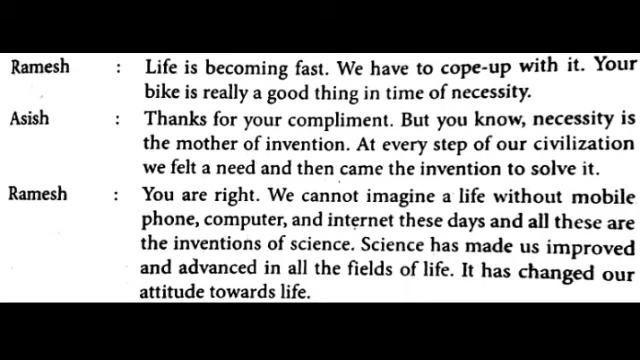 Ramesh : Life is becoming fast. We have to cope-up with it. Your
bike is really a good thing in time of necessity.
Asish : Thanks for your compliment. But you know, necessity is
the mother of invention. At every step of our civilization
we felt a need and then came the invention to solve it.
Ramesh : You are right. We cannot imagine a life without mobile
phone, computer, and internet these days and all these are
the inventions of science. Science has made us improved
and advanced in all the fields of life. It has changed our
attitude towards life.